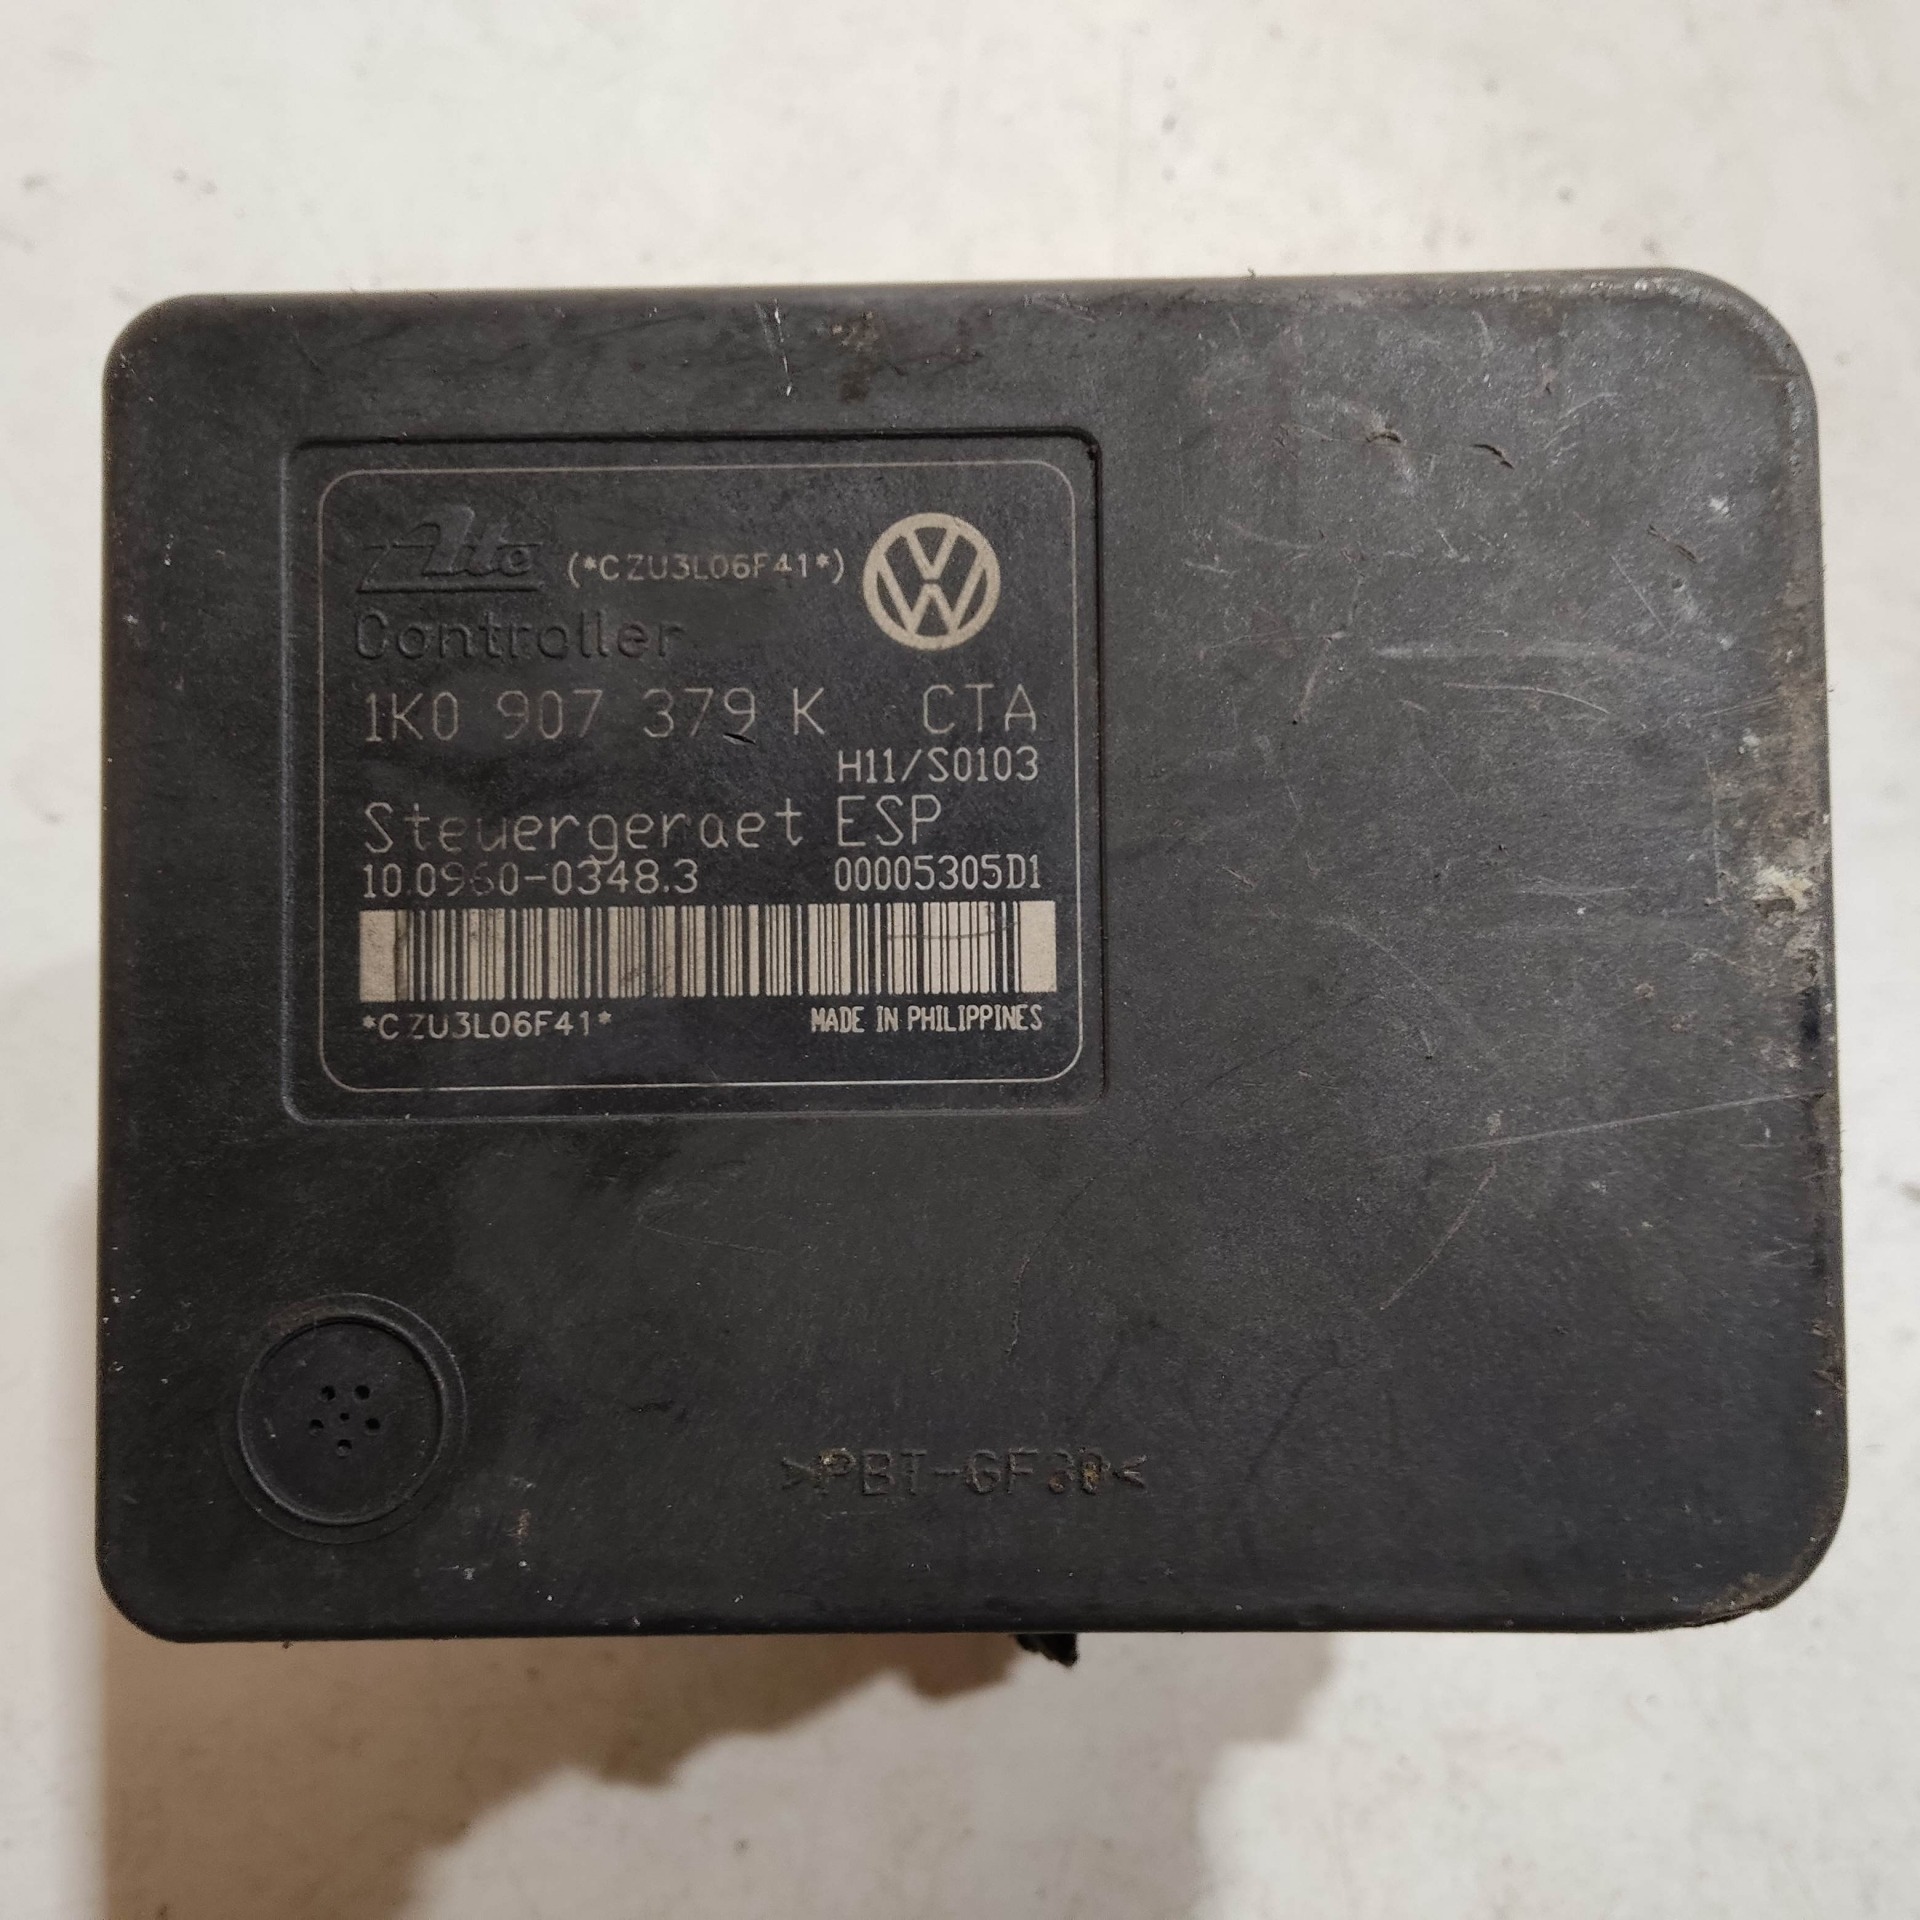 Ate (*CZU3L06F41*)
Controller
1K0 907 379 K CTA
H11/S0103
Steuergeraet ESP
10.0960-0348.3 00005305D1
*CZU3L06F41* MADE IN PHILIPPINES
>PBT-GF30<